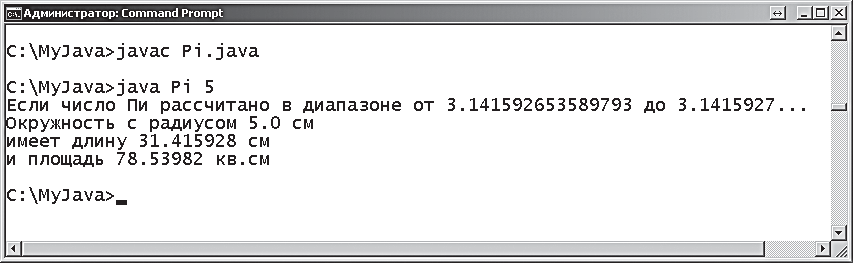 Администратор: Command Prompt
C:\MyJava>javac Pi.java
C:\MyJava>java Pi 5
Если число Пи рассчитано в диапазоне от 3.141592653589793 до 3.1415927...
Окружность с радиусом 5.0 см
имеет длину 31.415928 см
и площадь 78.53982 кв.см
C:\MyJava>